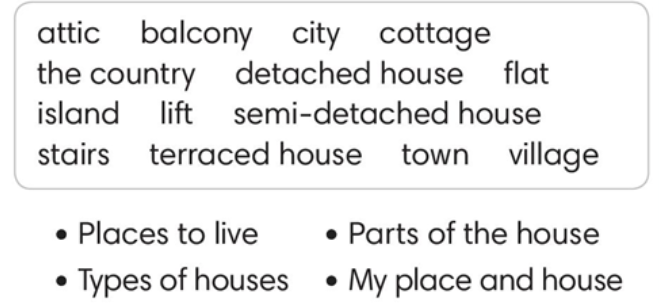 attic balcony city cottage
the country detached house flat
island lift semi-detached house
stairs terraced house town village
• Places to live • Parts of the house
• Types of houses • My place and house